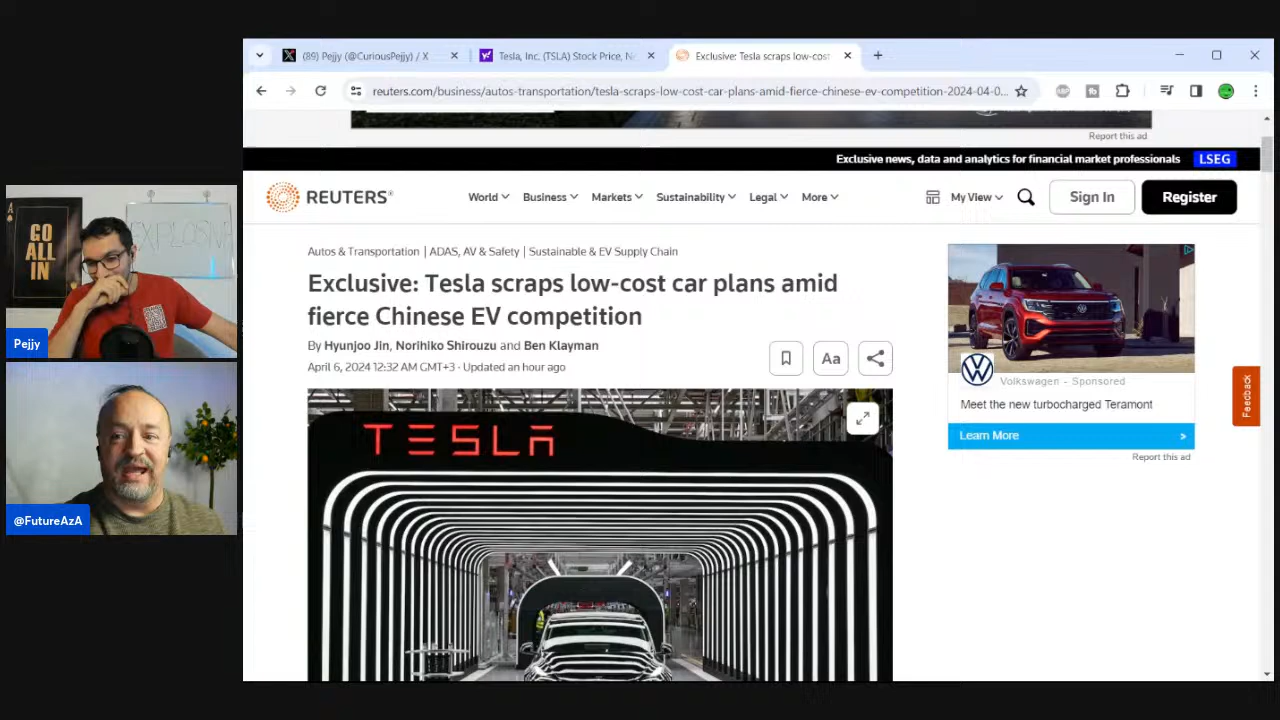 (89) Pejjy (@CuriousPejjy) / X
Tesla, Inc. (TSLA) Stock Price, Ne
Exclusive: Tesla scraps low-cost
reuters.com/business/autos-transportation/tesla-scraps-low-cost-car-plans-amid-fierce-chinese-ev-competition-2024-04-0...
Report this ad
Exclusive news, data and analytics for financial market professionals LSEG
REUTERS®
World Business Markets Sustainability Legal More
My View Sign In Register
Autos & Transportation | ADAS, AV & Safety | Sustainable & EV Supply Chain
Exclusive: Tesla scraps low-cost car plans amid
fierce Chinese EV competition
By Hyunjoo Jin, Norihiko Shirouzu and Ben Klayman
April 6, 2024 12:32 AM GMT+3 · Updated an hour ago
Aa
TESLA
Volkswagen - Sponsored
Meet the new turbocharged Teramont
Learn More >
Report this ad
Feedback
A
GO
ALL
IN
Pejjy
@FutureAzA